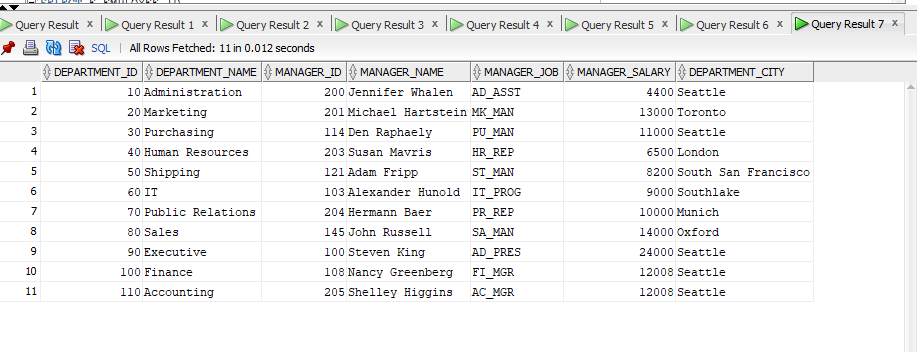 Query Result × Query Result 1 × Query Result 2 × Query Result 3 × Query Result 4 × Query Result 5 × Query Result 6 × Query Result 7 ×
SQL | All Rows Fetched: 11 in 0.012 seconds
DEPARTMENT_ID DEPARTMENT_NAME MANAGER_ID MANAGER_NAME MANAGER_JOB MANAGER_SALARY DEPARTMENT_CITY
1 10 Administration 200 Jennifer Whalen AD_ASST 4400 Seattle
2 20 Marketing 201 Michael Hartstein MK_MAN 13000 Toronto
3 30 Purchasing 114 Den Raphaely PU_MAN 11000 Seattle
4 40 Human Resources 203 Susan Mavris HR_REP 6500 London
5 50 Shipping 121 Adam Fripp ST_MAN 8200 South San Francisco
6 60 IT 103 Alexander Hunold IT_PROG 9000 Southlake
7 70 Public Relations 204 Hermann Baer PR_REP 10000 Munich
8 80 Sales 145 John Russell SA_MAN 14000 Oxford
9 90 Executive 100 Steven King AD_PRES 24000 Seattle
10 100 Finance 108 Nancy Greenberg FI_MGR 12008 Seattle
11 110 Accounting 205 Shelley Higgins AC_MGR 12008 Seattle